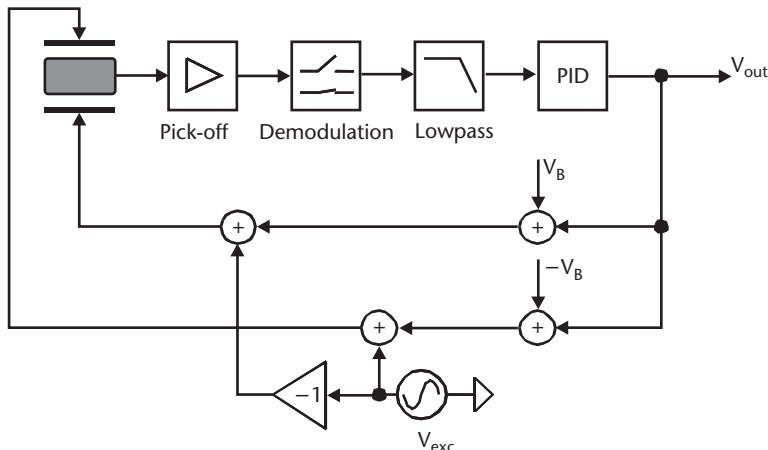 PID
V_out
Pick-off
Demodulation
Lowpass
V_B
+
+
−V_B
+
+
−1
V_exc